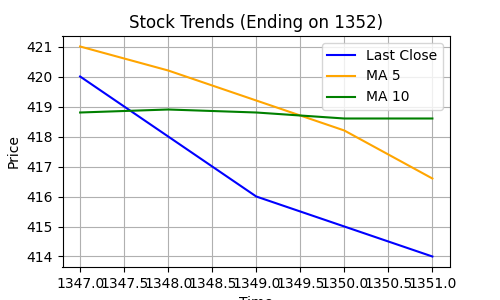 Stock Trends (Ending on 1352)
Last Close
MA 5
MA 10
421
420
419
418
417
416
415
414
Price
1347.0 1347.5 1348.0 1348.5 1349.0 1349.5 1350.0 1350.5 1351.0
Time